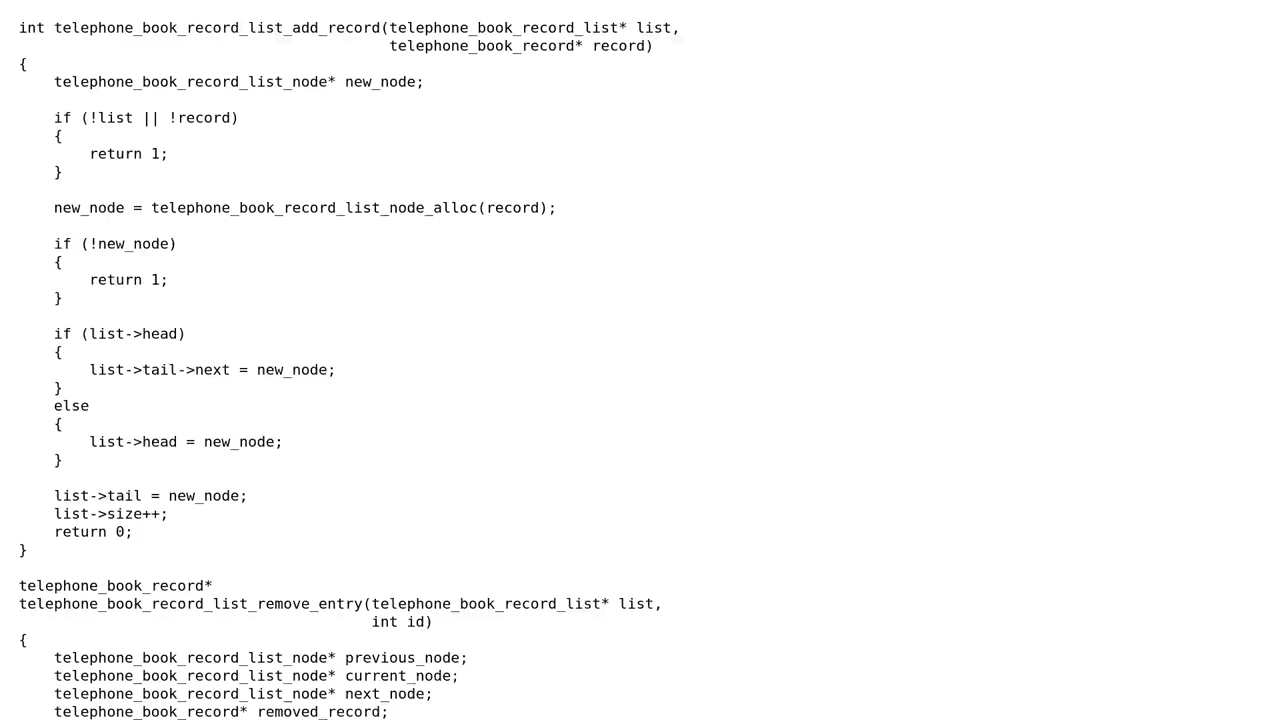 int telephone_book_record_list_add_record(telephone_book_record_list* list,
                                          telephone_book_record* record)
{
    telephone_book_record_list_node* new_node;

    if (!list || !record)
    {
        return 1;
    }

    new_node = telephone_book_record_list_node_alloc(record);

    if (!new_node)
    {
        return 1;
    }

    if (list->head)
    {
        list->tail->next = new_node;
    }
    else
    {
        list->head = new_node;
    }

    list->tail = new_node;
    list->size++;
    return 0;
}

telephone_book_record*
telephone_book_record_list_remove_entry(telephone_book_record_list* list,
                                        int id)
{
    telephone_book_record_list_node* previous_node;
    telephone_book_record_list_node* current_node;
    telephone_book_record_list_node* next_node;
    telephone_book_record* removed_record;